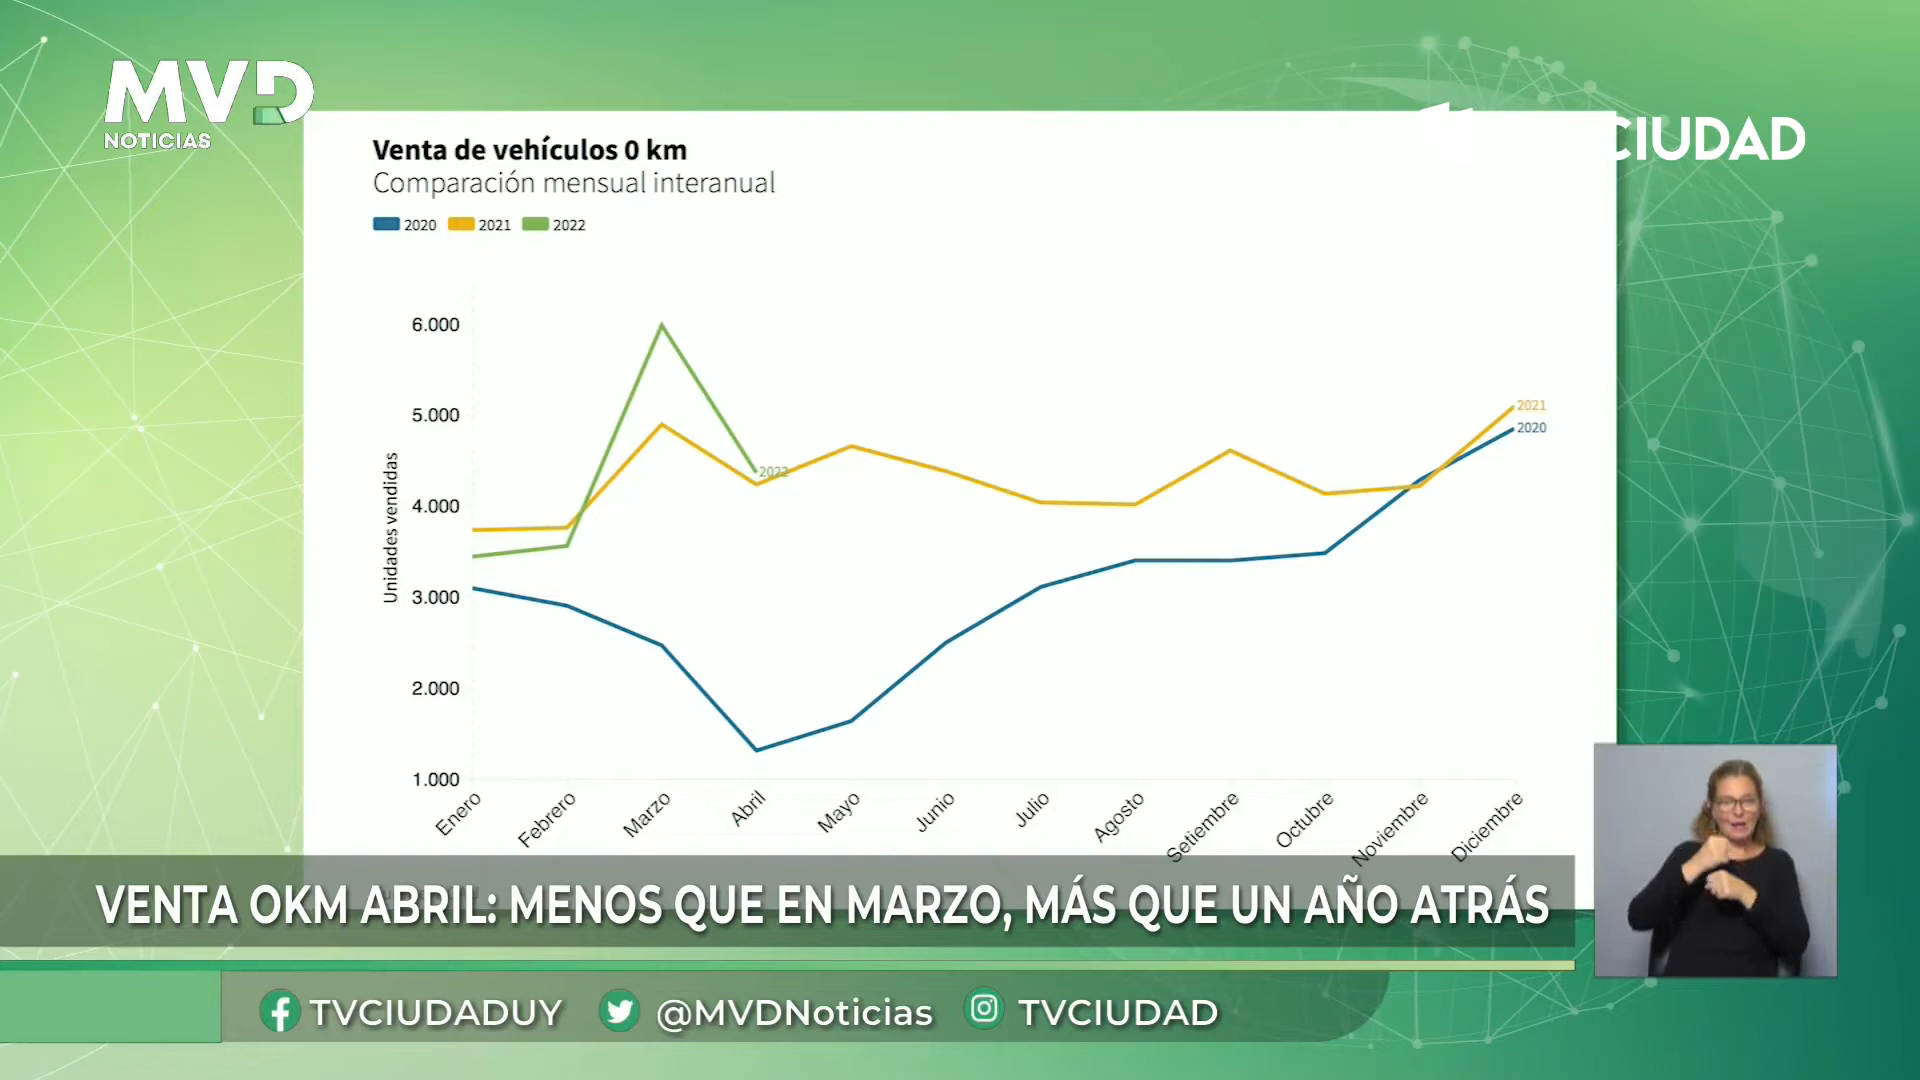 MVD
NOTICIAS
CIUDAD
Venta de vehículos 0 km
Comparación mensual interanual
2020 2021 2022
6.000
5.000
4.000
3.000
2.000
1.000
Unidades vendidas
2022
2021
2020
Enero
Febrero
Marzo
Abril
Mayo
Junio
Julio
Agosto
Setiembre
Octubre
Noviembre
Diciembre
VENTA 0KM ABRIL: MENOS QUE EN MARZO, MÁS QUE UN AÑO ATRÁS
TVCIUDADUY @MVDNoticias TVCIUDAD